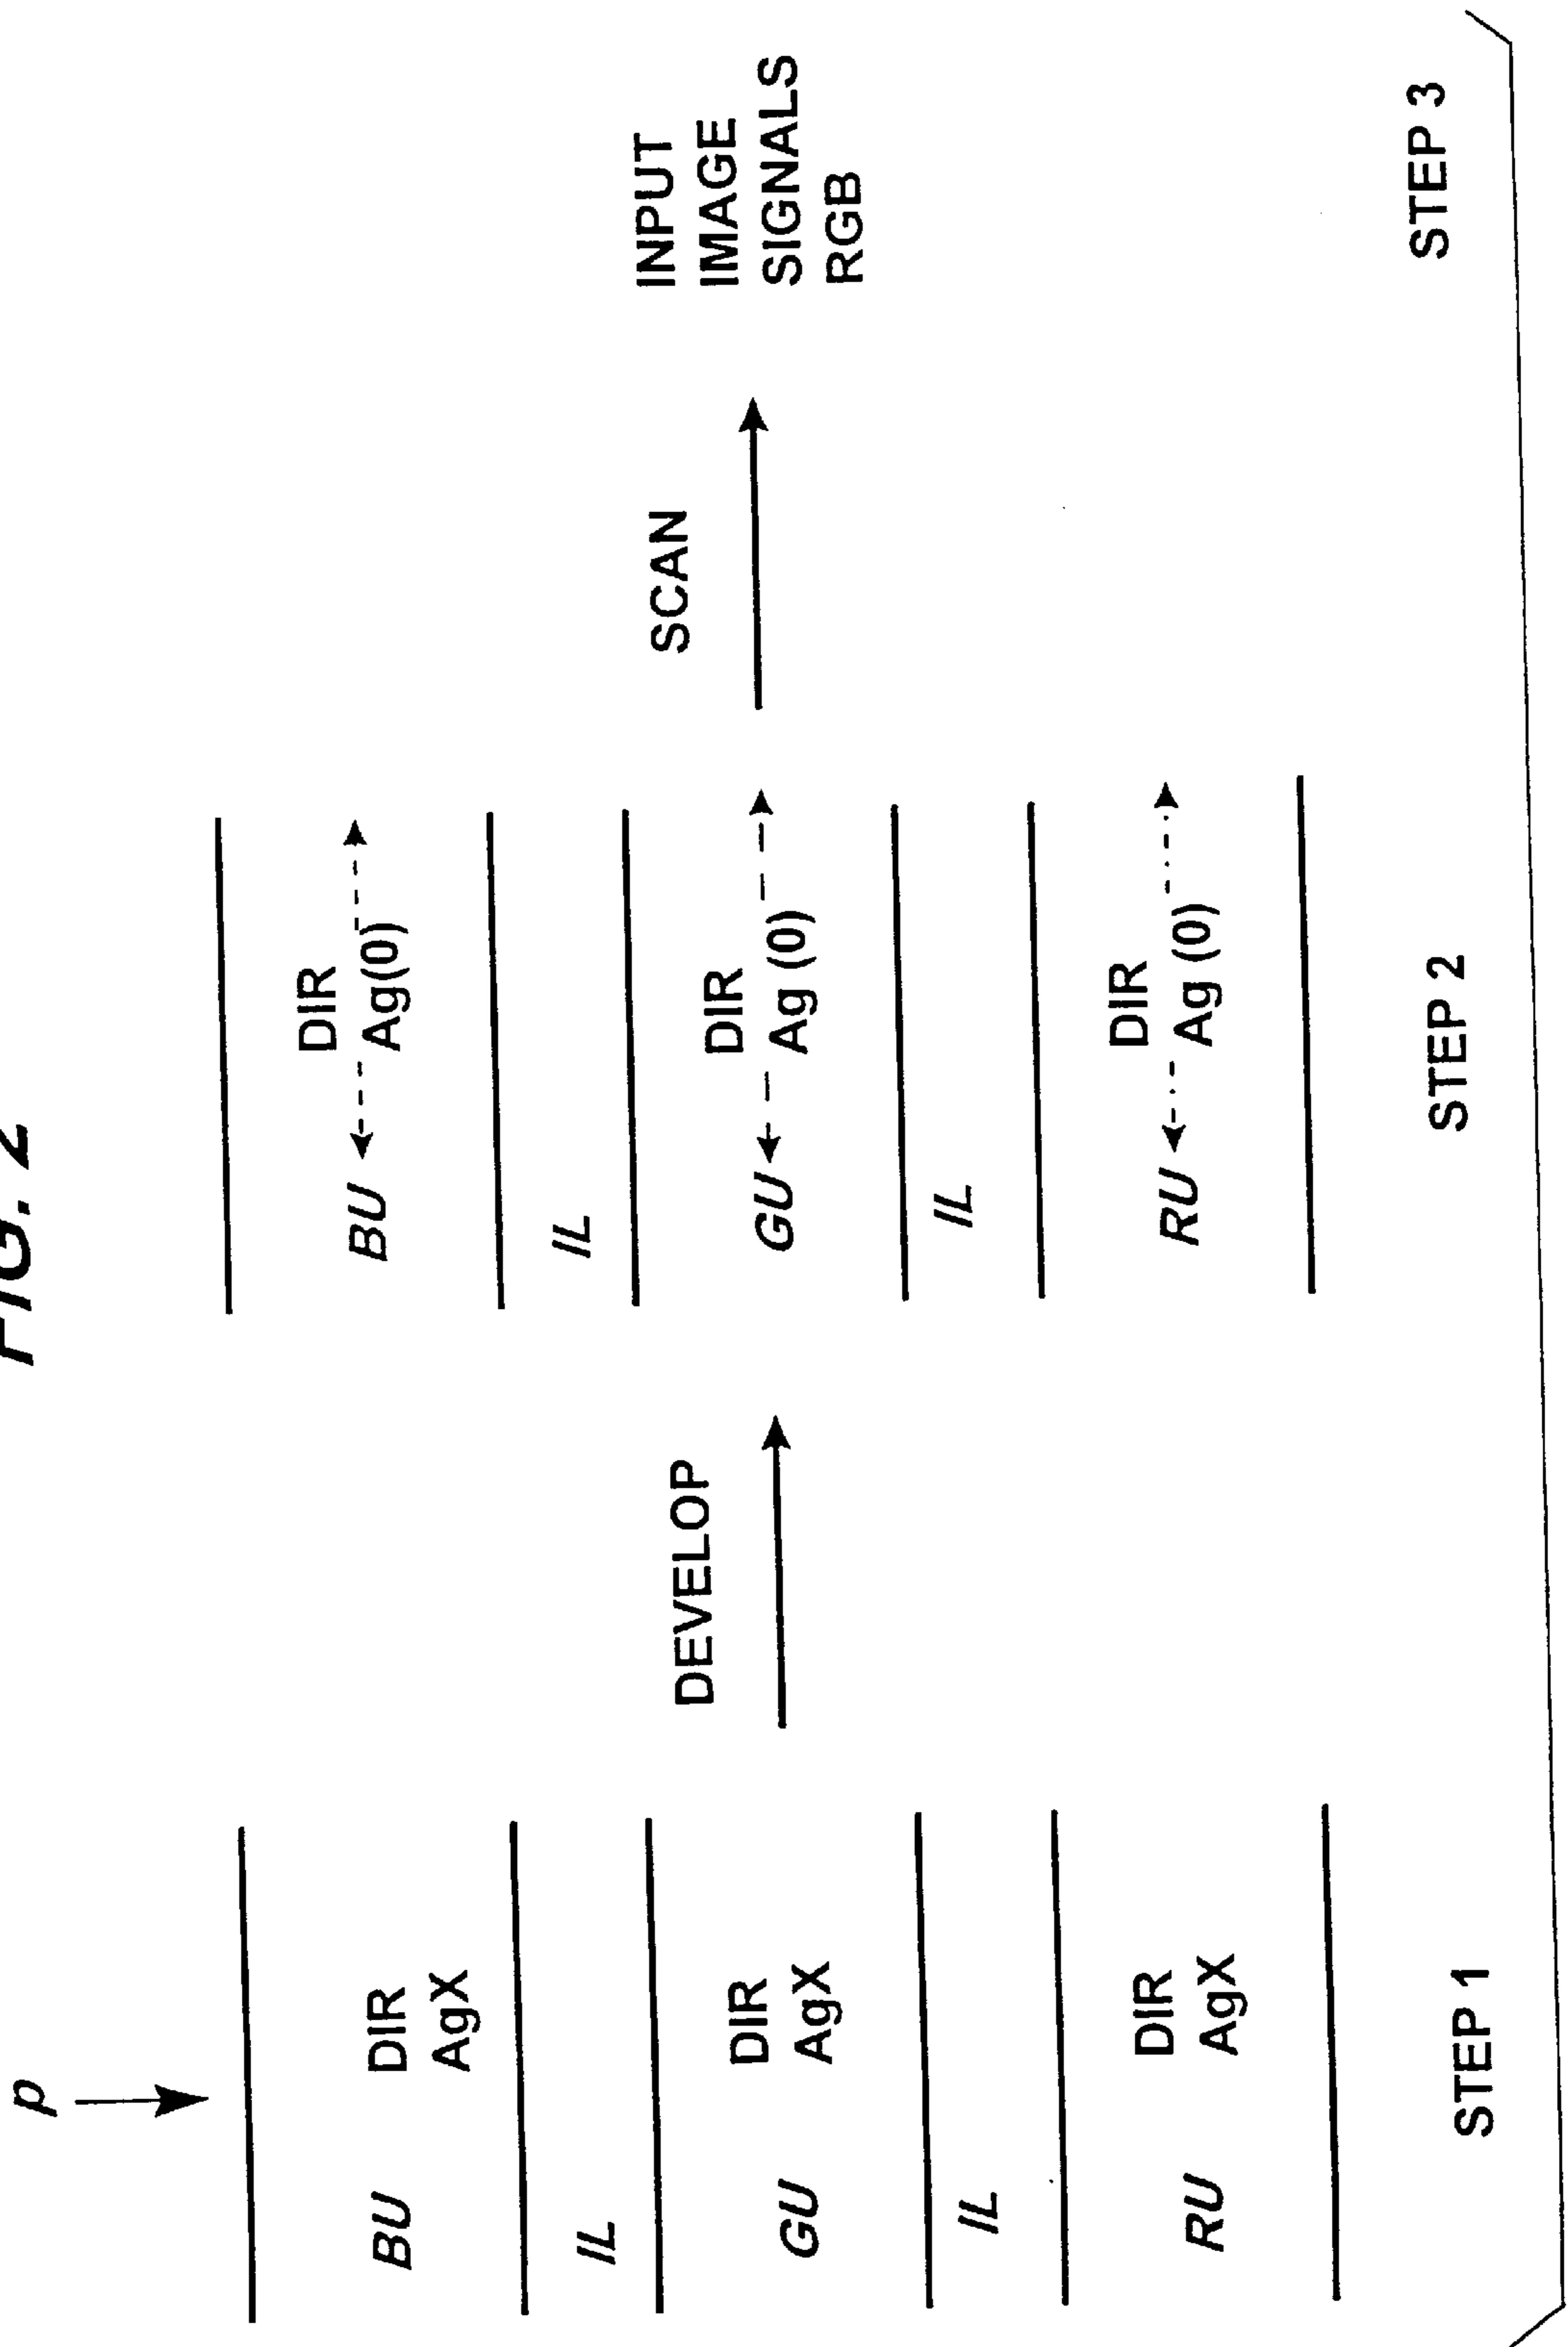 FIG. 2
p
BU
DIR
AgX
IL
GU
DIR
AgX
IL
RU
DIR
AgX
STEP 1
DEVELOP
BU
DIR
Ag(0)
IL
GU
DIR
Ag (0)
IL
RU
DIR
Ag (0)
STEP 2
SCAN
INPUT
IMAGE
SIGNALS
RGB
STEP 3